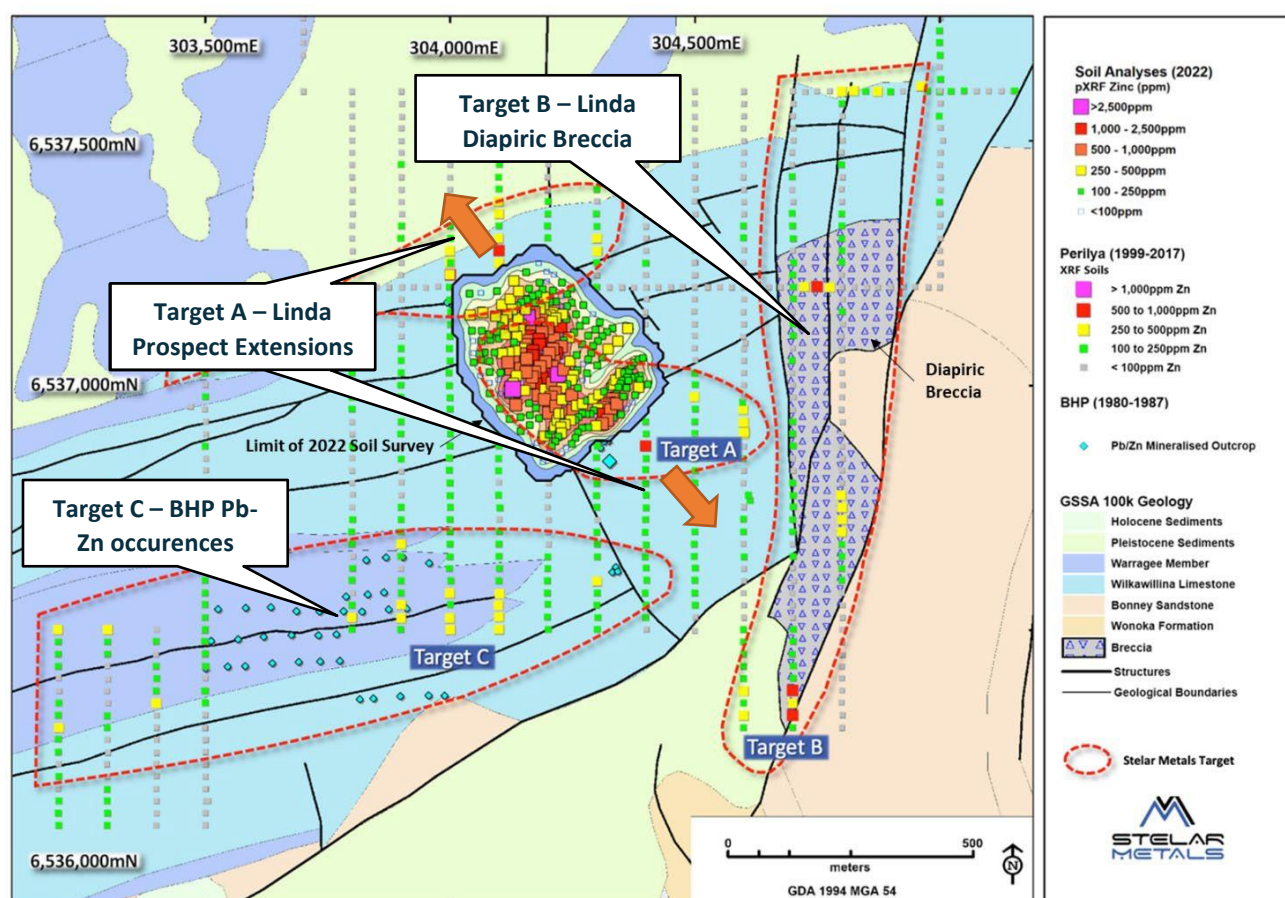 303,500mE
304,000mE
304,500mE
6,537,500mN
6,537,000mN
6,536,000mN
Target B – Linda
Diapiric Breccia
Target A – Linda
Prospect Extensions
Target C – BHP Pb-
Zn occurences
Limit of 2022 Soil Survey
Target A
Diapiric
Breccia
Target C
Target B
0
500
meters
GDA 1994 MGA 54
N
Soil Analyses (2022)
pXRF Zinc (ppm)
>2,500ppm
1,000 - 2,500ppm
500 - 1,000ppm
250 - 500ppm
100 - 250ppm
<100ppm
Perilya (1999-2017)
XRF Soils
> 1,000ppm Zn
500 to 1,000ppm Zn
250 to 500ppm Zn
100 to 250ppm Zn
< 100ppm Zn
BHP (1980-1987)
Pb/Zn Mineralised Outcrop
GSSA 100k Geology
Holocene Sediments
Pleistocene Sediments
Warragee Member
Wilkawillina Limestone
Bonney Sandstone
Wonoka Formation
Breccia
Structures
Geological Boundaries
Stelar Metals Target
STELAR
METALS